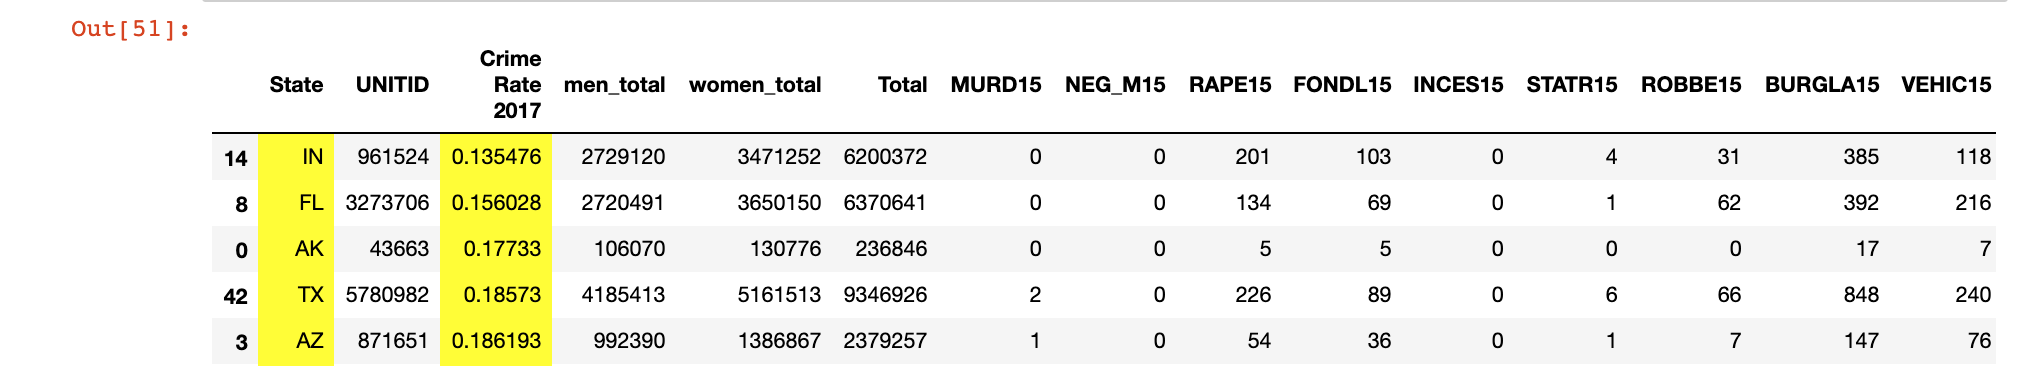 Out[51]:
State UNITID Crime Rate 2017 men_total women_total Total MURD15 NEG_M15 RAPE15 FONDL15 INCES15 STATR15 ROBBE15 BURGLA15 VEHIC15
14 IN 961524 0.135476 2729120 3471252 6200372 0 0 201 103 0 4 31 385 118
8 FL 3273706 0.156028 2720491 3650150 6370641 0 0 134 69 0 1 62 392 216
0 AK 43663 0.17733 106070 130776 236846 0 0 5 5 0 0 0 17 7
42 TX 5780982 0.18573 4185413 5161513 9346926 2 0 226 89 0 6 66 848 240
3 AZ 871651 0.186193 992390 1386867 2379257 1 0 54 36 0 1 7 147 76